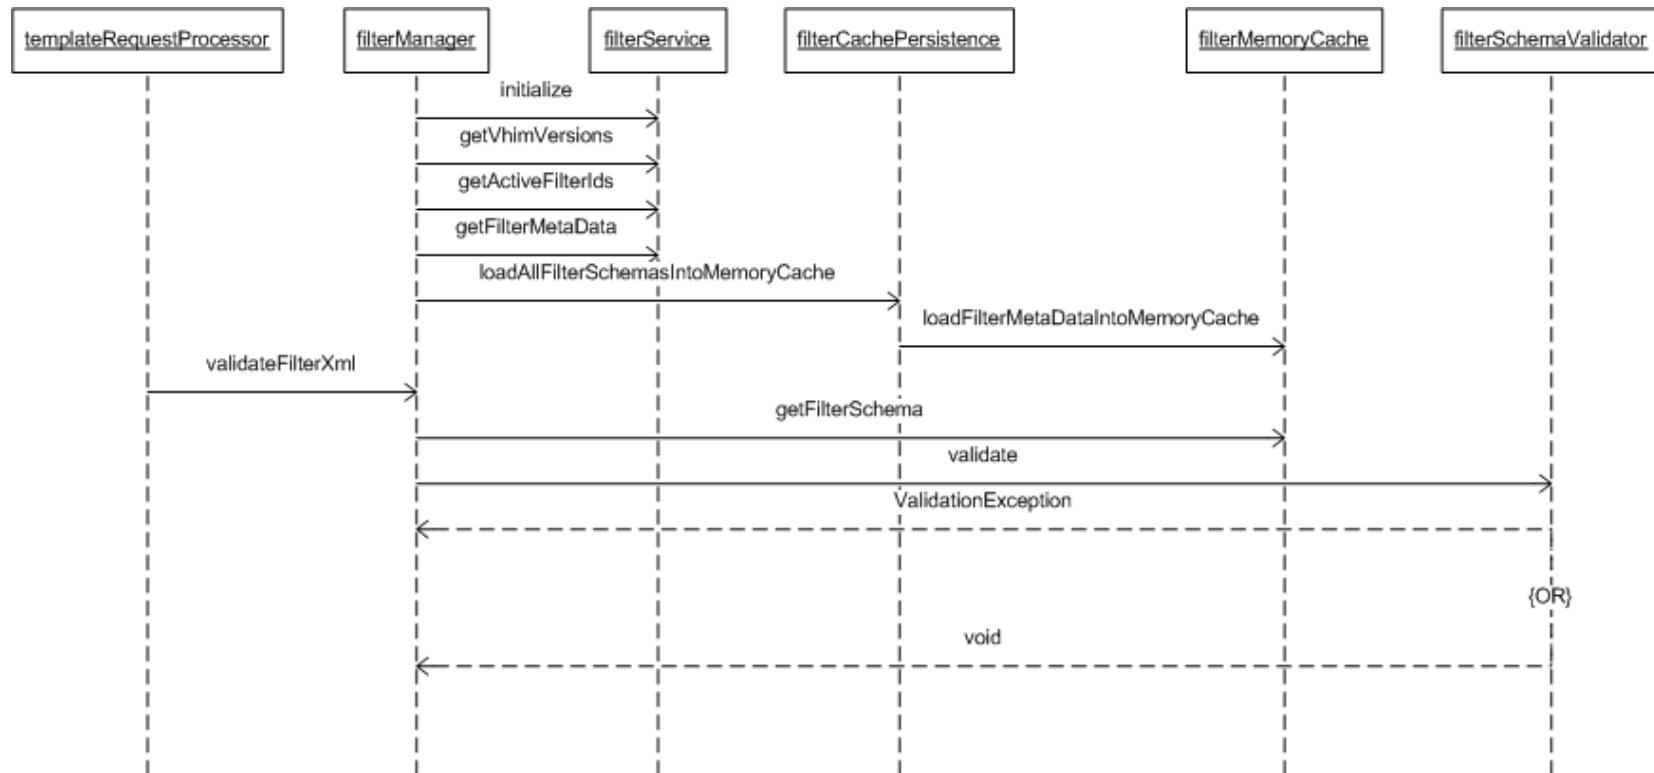 templateRequestProcessor
filterManager
filterService
filterCachePersistence
filterMemoryCache
filterSchemaValidator
initialize
getVhimVersions
getActiveFilterIds
getFilterMetaData
loadAllFilterSchemasIntoMemoryCache
loadFilterMetaDataIntoMemoryCache
validateFilterXml
getFilterSchema
validate
ValidationException
{OR}
void